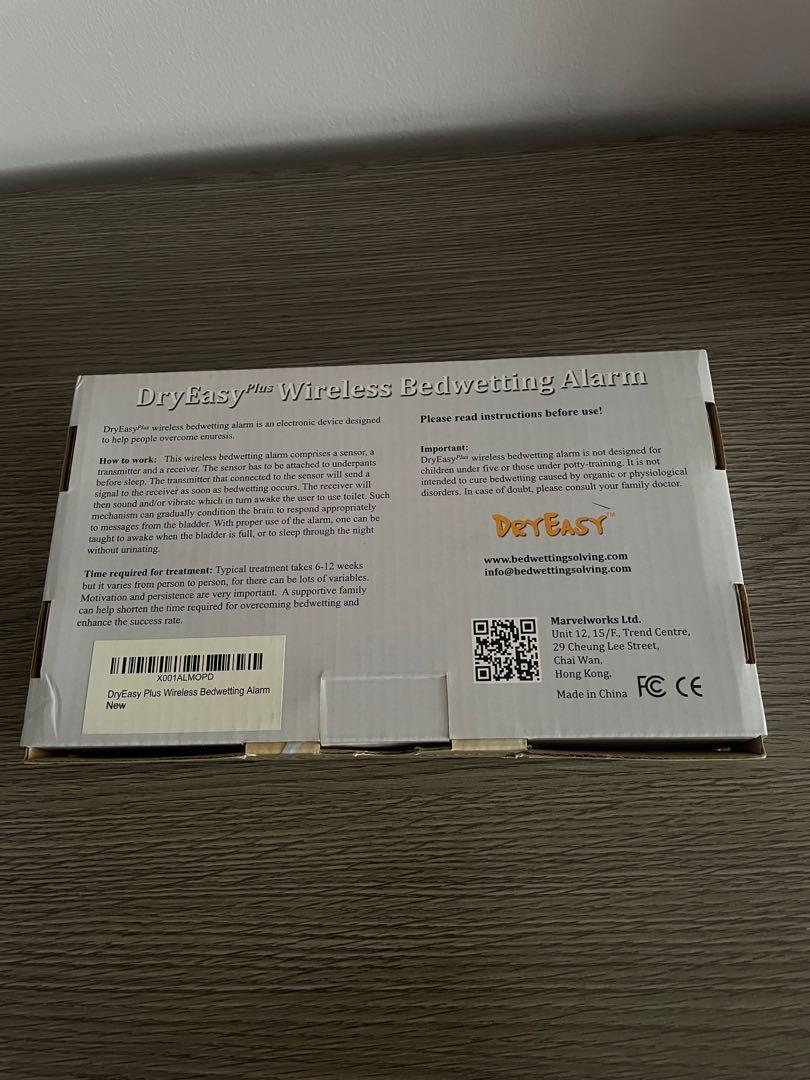 DryEasyPlus Wireless Bedwetting Alarm
DryEasyPlus wireless bedwetting alarm is an electronic device designed
to help people overcome enuresis.
How to work: This wireless bedwetting alarm comprises a sensor, a
transmitter and a receiver. The sensor has to be attached to underpants
before sleep. The transmitter that connected to the sensor will send a
signal to the receiver as soon as bedwetting occurs. The receiver will
then sound and/or vibrate which in turn awake the user to use toilet. Such
mechanism can gradually condition the brain to respond appropriately
to messages from the bladder. With proper use of the alarm, one can be
taught to awake when the bladder is full, or to sleep through the night
without urinating.
Time required for treatment: Typical treatment takes 6-12 weeks
but it varies from person to person, for there can be lots of variables.
Motivation and persistence are very important. A supportive family
can help shorten the time required for overcoming bedwetting and
enhance the success rate.
X001ALMOPD
DryEasy Plus Wireless Bedwetting Alarm
New
Please read instructions before use!
Important:
DryEasyPlus wireless bedwetting alarm is not designed for
children under five or those under potty-training. It is not
intended to cure bedwetting caused by organic or physiological
disorders. In case of doubt, please consult your family doctor.
DRYEASY™
www.bedwettingsolving.com
info@bedwettingsolving.com
Marvelworks Ltd.
Unit 12, 15/F., Trend Centre,
29 Cheung Lee Street,
Chai Wan,
Hong Kong.
Made in China FC CE